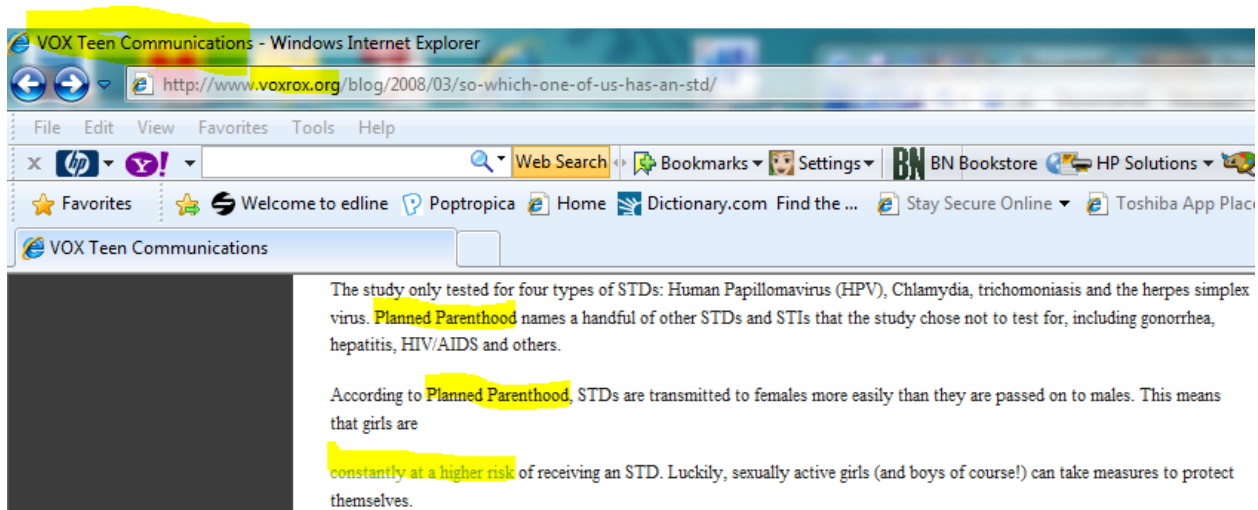 VOX Teen Communications - Windows Internet Explorer
http://www.voxrox.org/blog/2008/03/so-which-one-of-us-has-an-std/
File Edit View Favorites Tools Help
x hp Y! Web Search Bookmarks Settings BN BN Bookstore HP Solutions
Favorites Welcome to edline Poptropica Home Dictionary.com Find the ... Stay Secure Online Toshiba App Place
VOX Teen Communications
The study only tested for four types of STDs: Human Papillomavirus (HPV), Chlamydia, trichomoniasis and the herpes simplex
virus. Planned Parenthood names a handful of other STDs and STIs that the study chose not to test for, including gonorrhea,
hepatitis, HIV/AIDS and others.
According to Planned Parenthood, STDs are transmitted to females more easily than they are passed on to males. This means
that girls are
constantly at a higher risk of receiving an STD. Luckily, sexually active girls (and boys of course!) can take measures to protect
themselves.